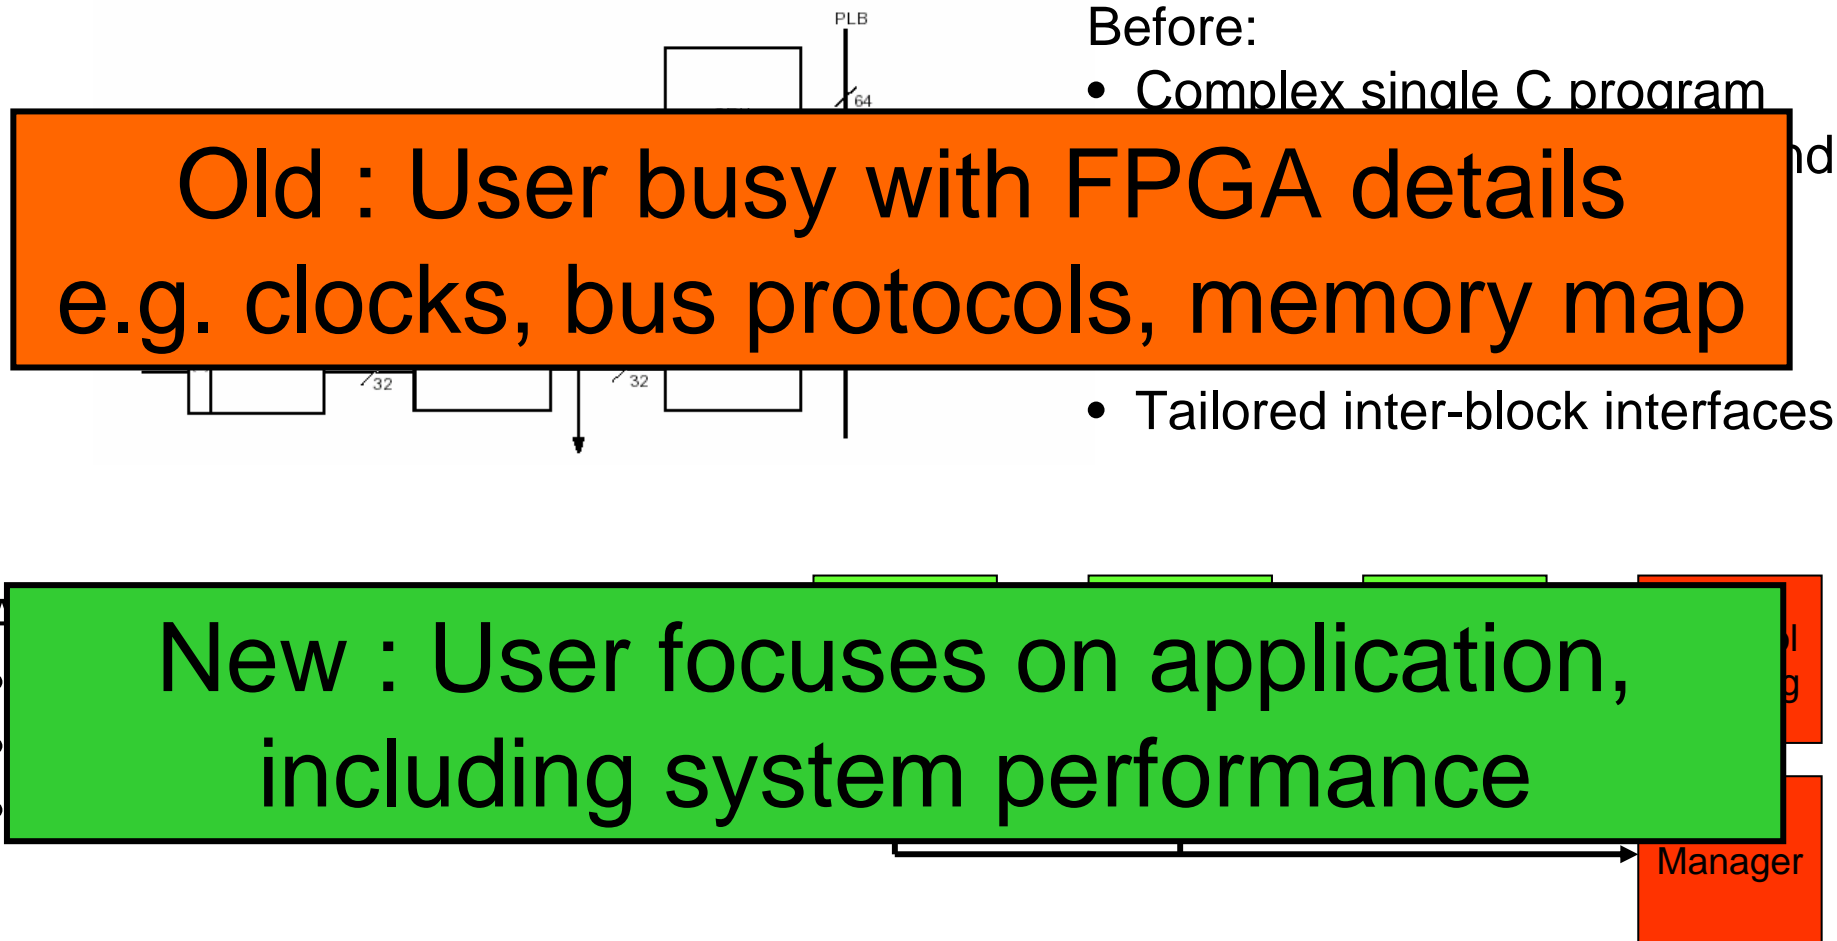 PLB
64
Before:
• Complex single C program
Old : User busy with FPGA details
e.g. clocks, bus protocols, memory map
32
32
• Tailored inter-block interfaces
New : User focuses on application,
including system performance
Manager